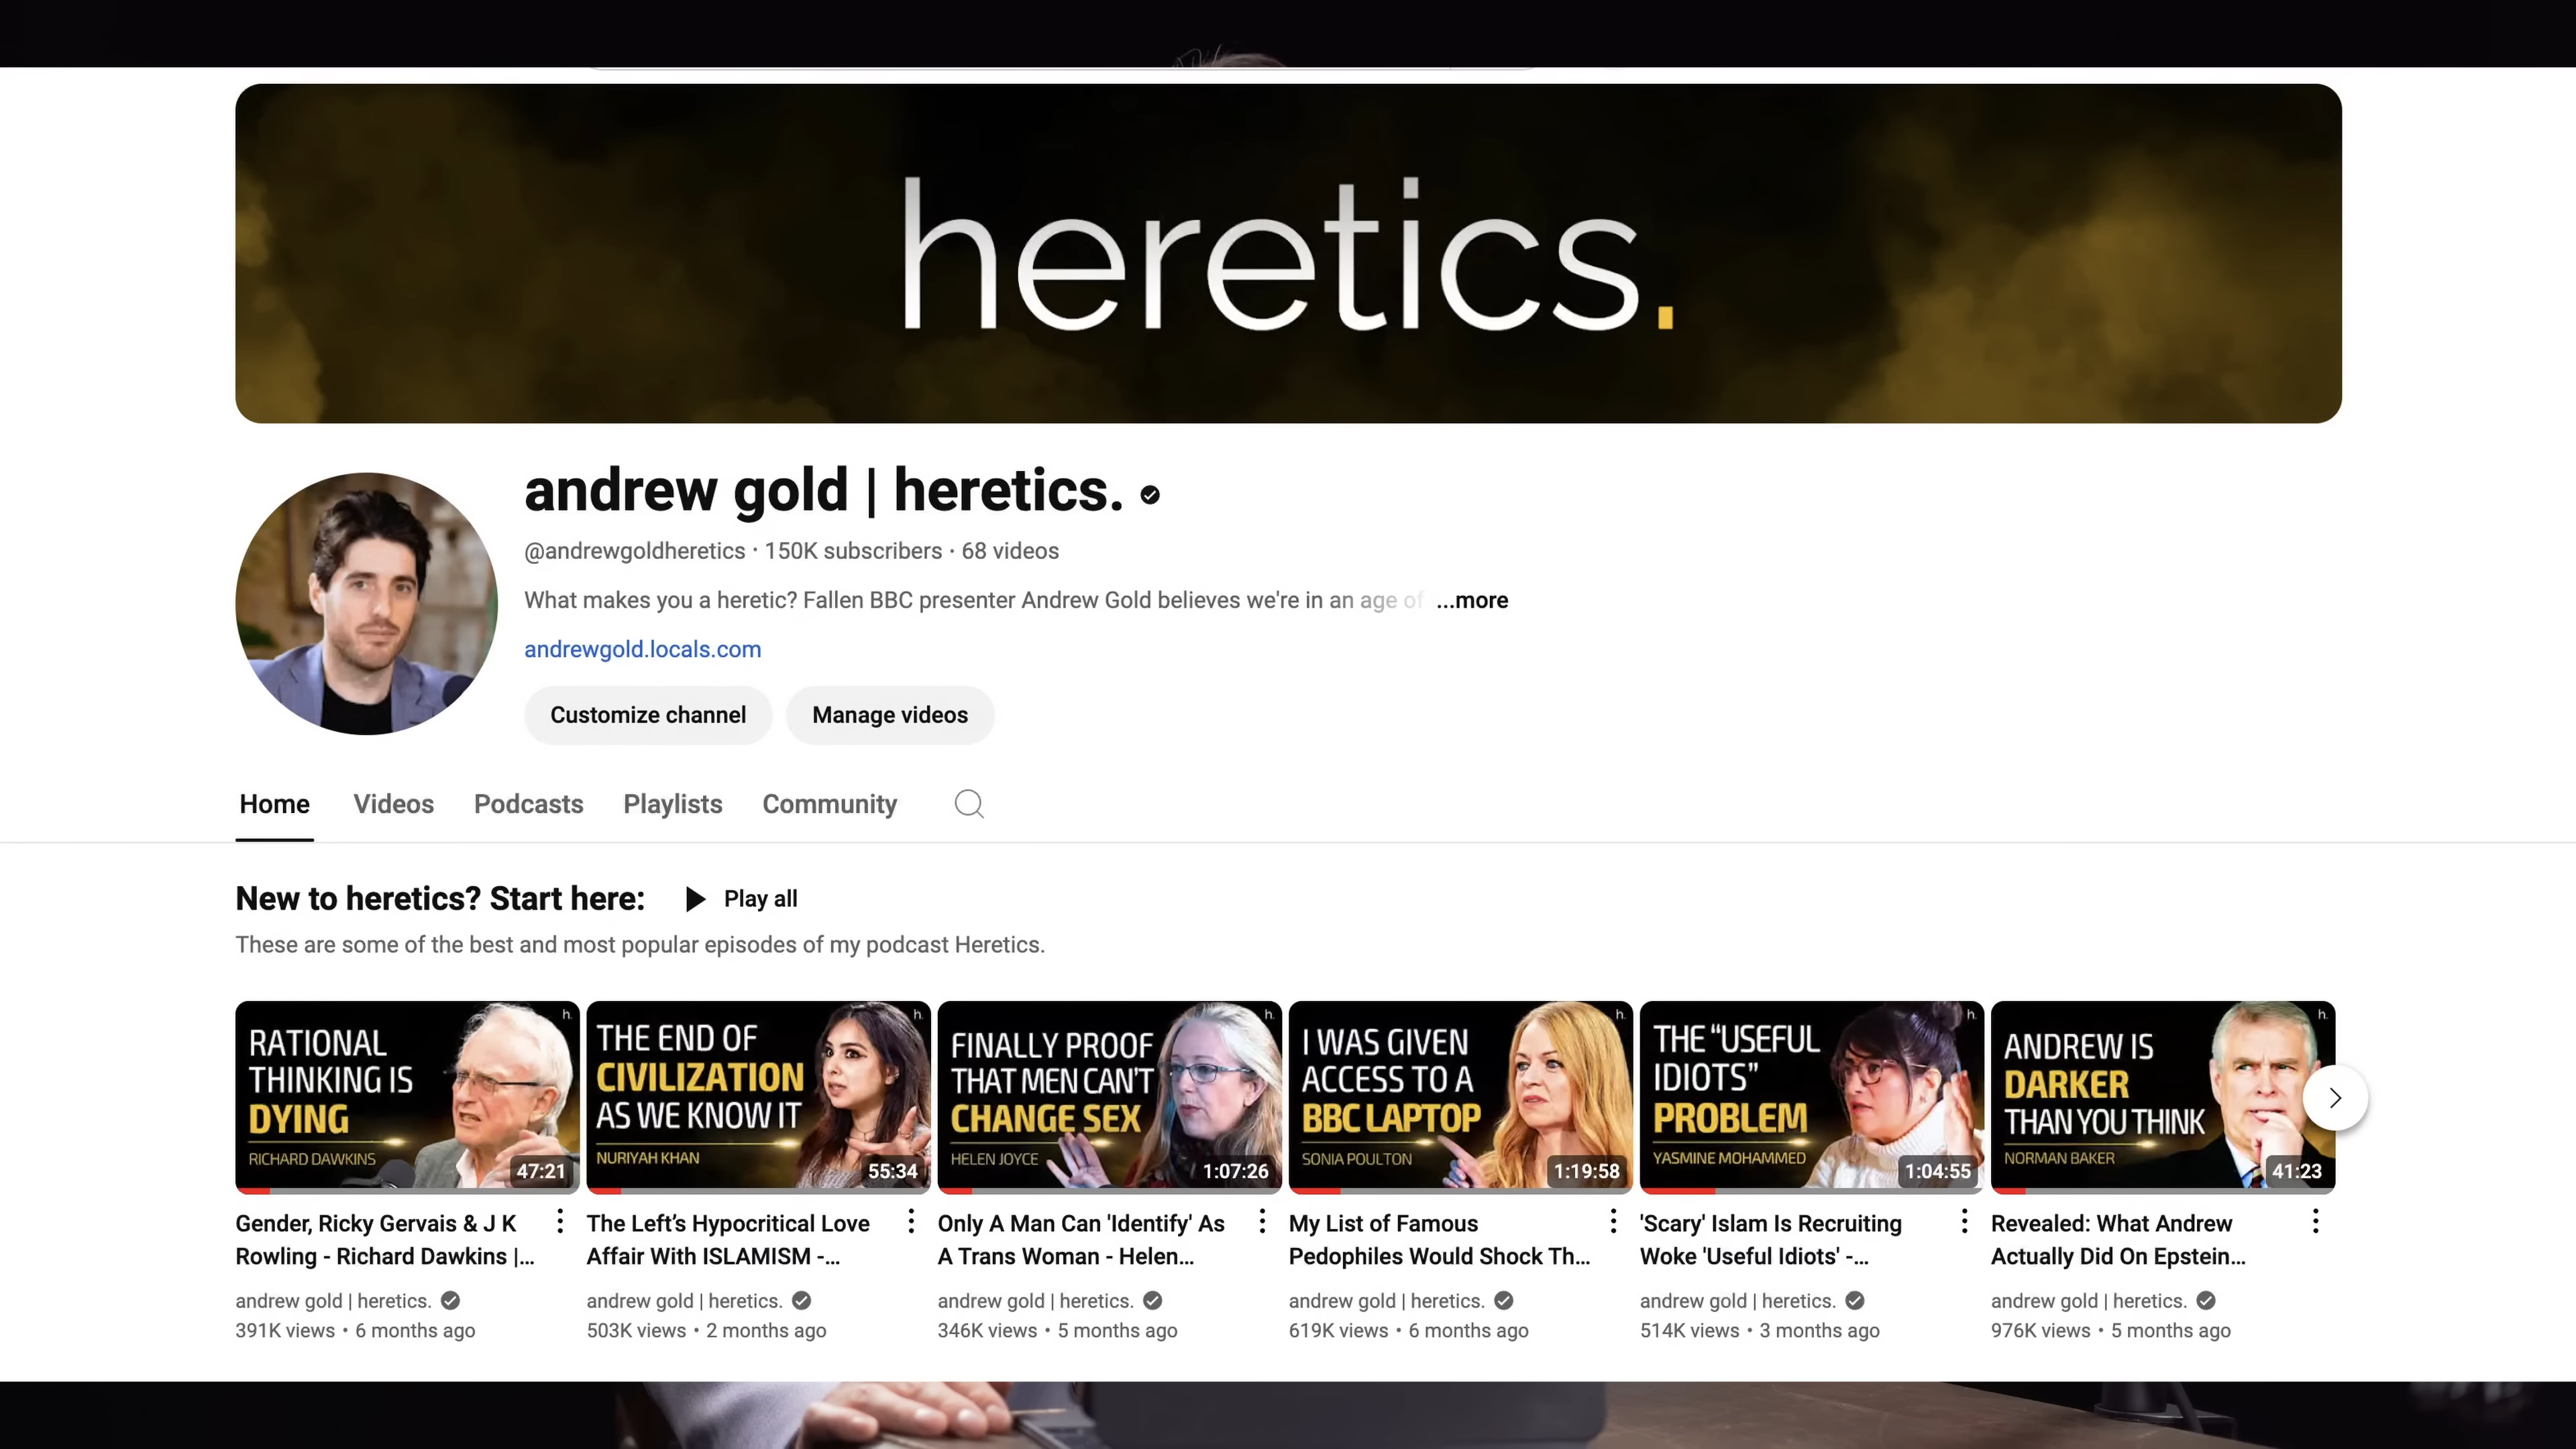 heretics.
andrew gold | heretics.
@andrewgoldheretics · 150K subscribers · 68 videos
What makes you a heretic? Fallen BBC presenter Andrew Gold believes we're in an age of ...more
andrewgold.locals.com
Customize channel
Manage videos
Home
Videos
Podcasts
Playlists
Community
New to heretics? Start here:
Play all
These are some of the best and most popular episodes of my podcast Heretics.
h.
RATIONAL
THINKING IS
DYING
RICHARD DAWKINS
47:21
Gender, Ricky Gervais & J K
Rowling - Richard Dawkins |...
andrew gold | heretics.
391K views • 6 months ago
h.
THE END OF
CIVILIZATION
AS WE KNOW IT
NURIYAH KHAN
55:34
The Left’s Hypocritical Love
Affair With ISLAMISM -...
andrew gold | heretics.
503K views • 2 months ago
h.
FINALLY PROOF
THAT MEN CAN'T
CHANGE SEX
HELEN JOYCE
1:07:26
Only A Man Can 'Identify' As
A Trans Woman - Helen...
andrew gold | heretics.
346K views • 5 months ago
h.
I WAS GIVEN
ACCESS TO A
BBC LAPTOP
SONIA POULTON
1:19:58
My List of Famous
Pedophiles Would Shock Th...
andrew gold | heretics.
619K views • 6 months ago
h.
THE “USEFUL
IDIOTS”
PROBLEM
YASMINE MOHAMMED
1:04:55
'Scary' Islam Is Recruiting
Woke 'Useful Idiots' -...
andrew gold | heretics.
514K views • 3 months ago
h.
ANDREW IS
DARKER
THAN YOU THINK
NORMAN BAKER
41:23
Revealed: What Andrew
Actually Did On Epstein...
andrew gold | heretics.
976K views • 5 months ago